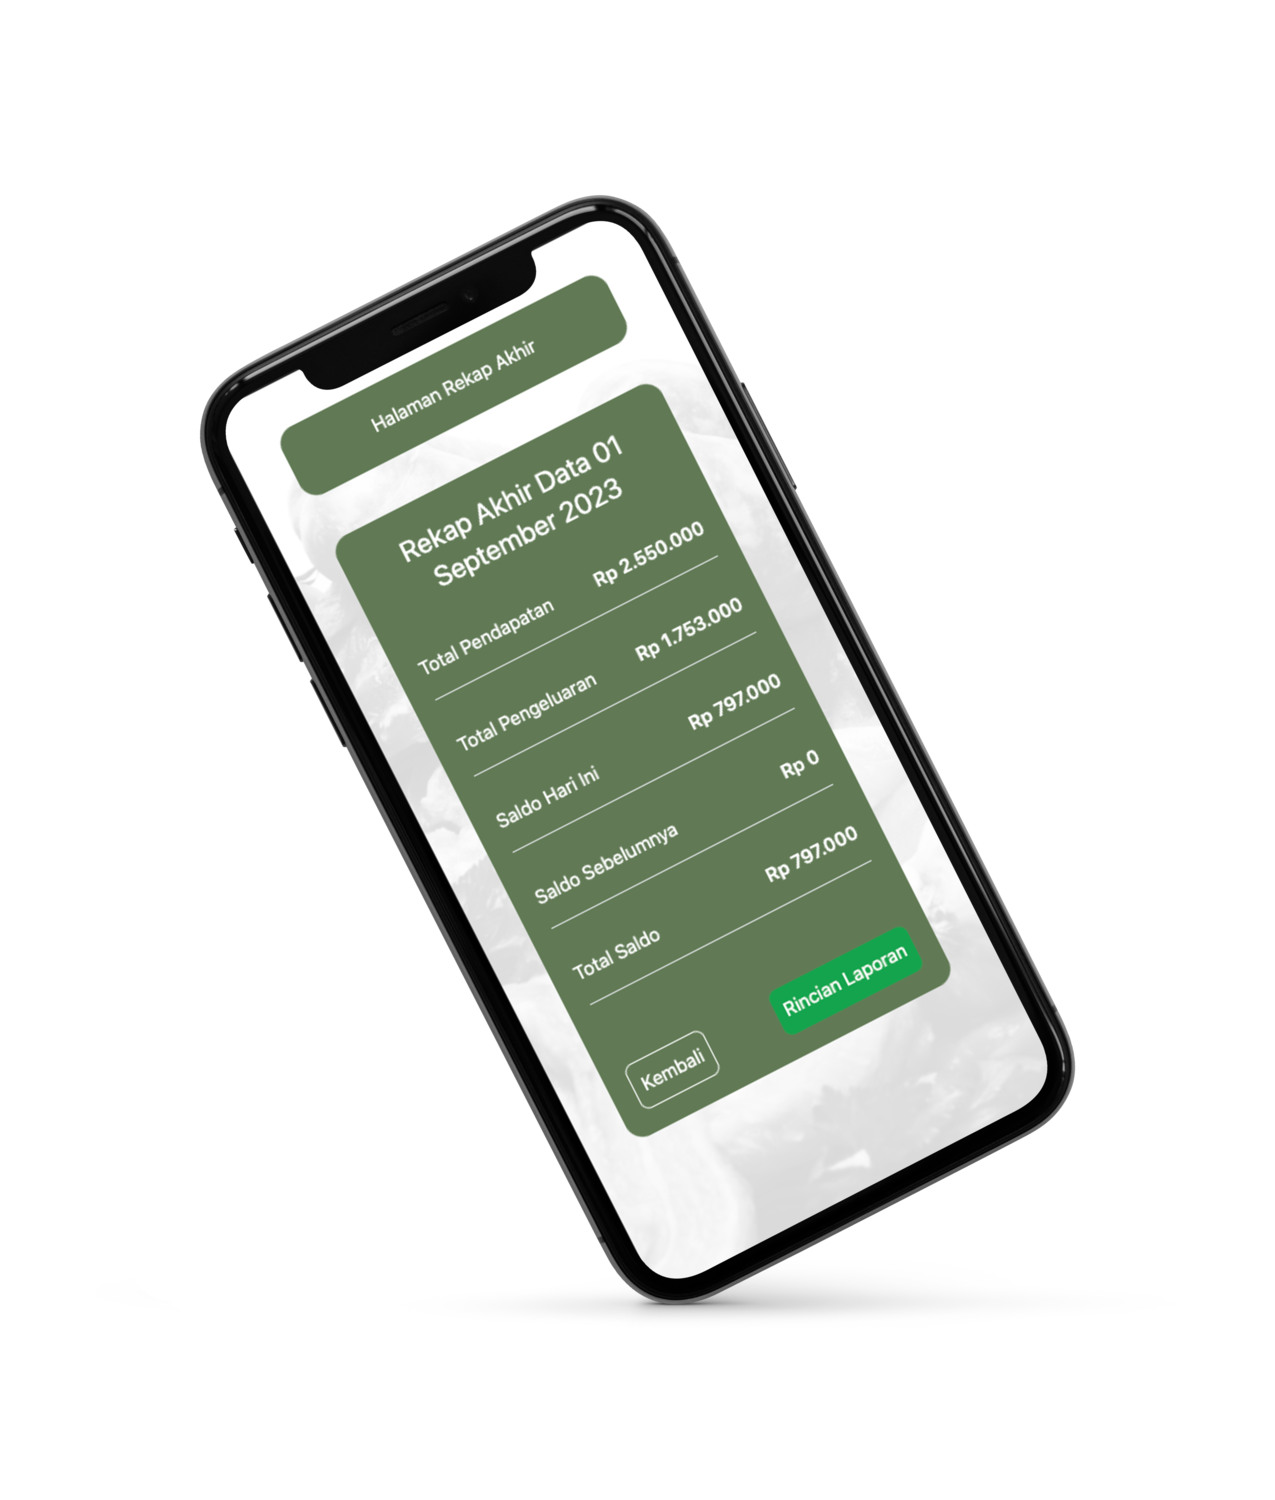 Halaman Rekap Akhir
Rekap Akhir Data 01
September 2023
Total Pendapatan Rp 2.550.000
Total Pengeluaran Rp 1.753.000
Saldo Hari Ini Rp 797.000
Saldo Sebelumnya Rp 0
Total Saldo Rp 797.000
Kembali Rincian Laporan